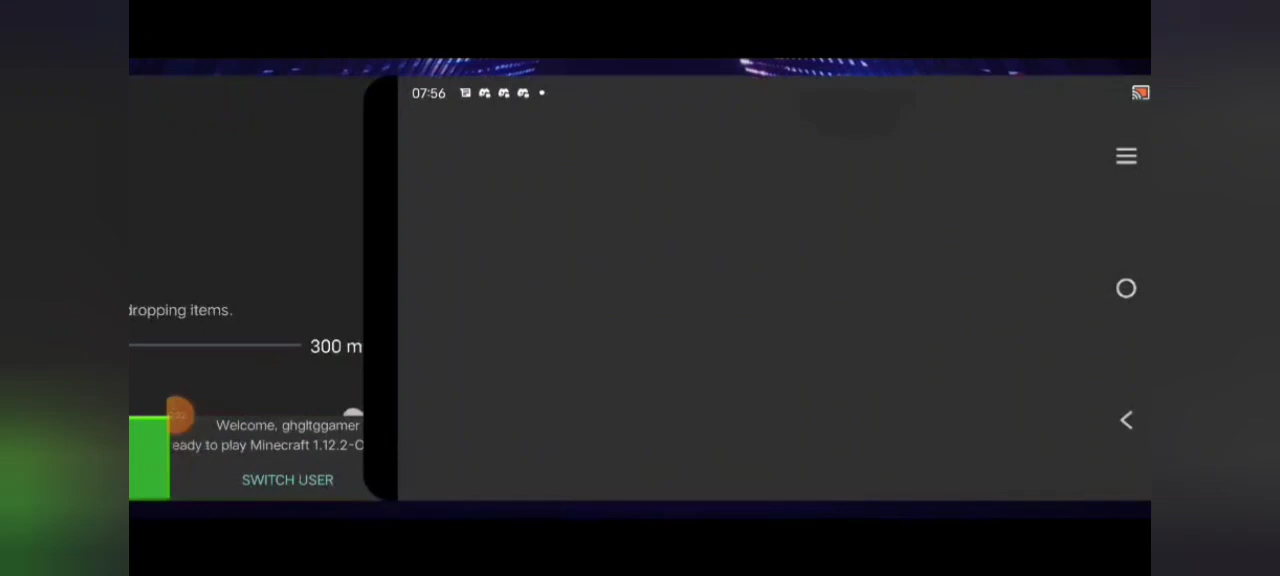 07:56
dropping items.
300 m
Welcome, ghgltggamer
eady to play Minecraft 1.12.2-O
SWITCH USER